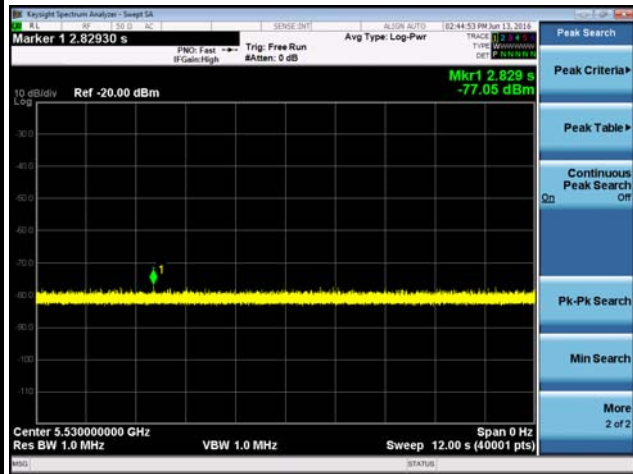 Keysight Spectrum Analyzer - Swept SA
RL RF 50 Ω AC SENSE:INT ALIGN AUTO 02:44:53 PM Jun 13, 2016
Marker 1 2.82930 s
PNO: Fast
IFGain:High
Trig: Free Run
#Atten: 0 dB
Avg Type: Log-Pwr
TRACE 1 2 3 4 5 6
TYPE WWWWWW
DET P NNNNN
Peak Search
Mkr1 2.829 s
-77.05 dBm
10 dB/div Ref -20.00 dBm
Log
-30.0
-40.0
-50.0
-60.0
-70.0
-80.0
-90.0
-100
-110
1
Center 5.530000000 GHz Span 0 Hz
Res BW 1.0 MHz VBW 1.0 MHz Sweep 12.00 s (40001 pts)
MSG STATUS
Peak Criteria
Peak Table
Continuous
Peak Search
On Off
Pk-Pk Search
Min Search
More
2 of 2